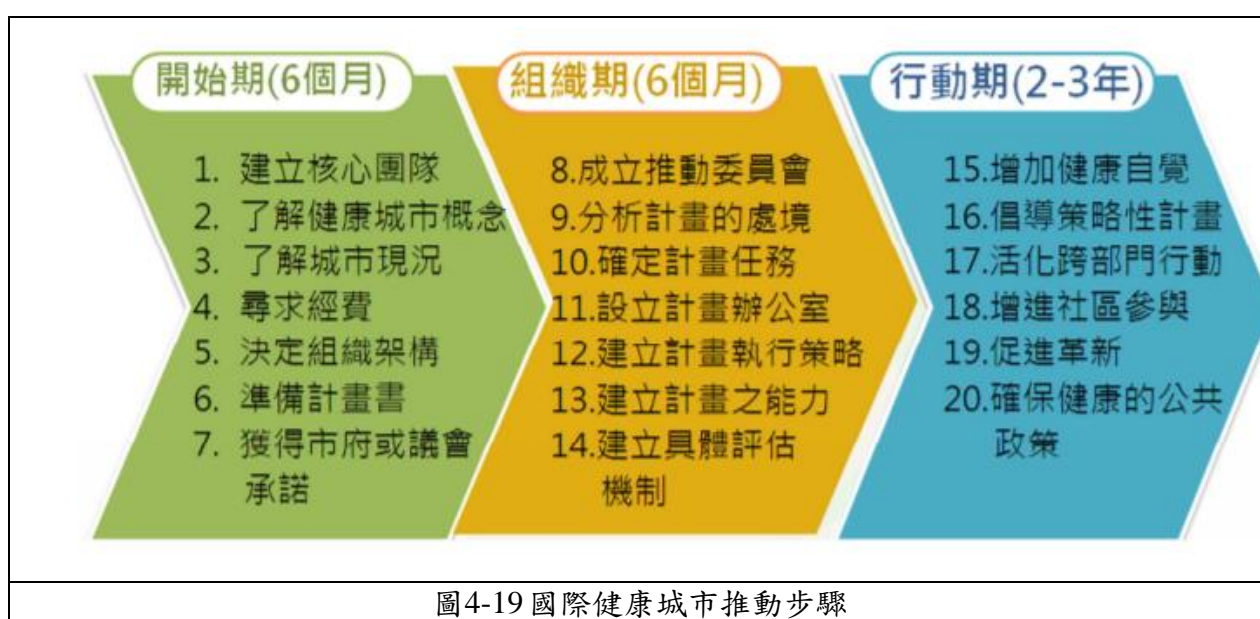 開始期(6個月)
1. 建立核心團隊
2. 了解健康城市概念
3. 了解城市現況
4. 尋求經費
5. 決定組織架構
6. 準備計畫書
7. 獲得市府或議會
承諾
組織期(6個月)
8.成立推動委員會
9.分析計畫的處境
10.確定計畫任務
11.設立計畫辦公室
12.建立計畫執行策略
13.建立計畫之能力
14.建立具體評估
機制
行動期(2-3年)
15.增加健康自覺
16.倡導策略性計畫
17.活化跨部門行動
18.增進社區參與
19.促進革新
20.確保健康的公共
政策
圖4-19國際健康城市推動步驟